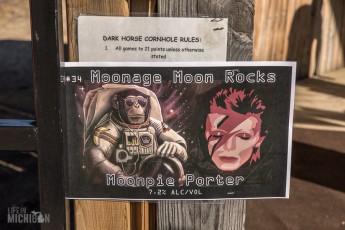 DARK HORSE CORNHOLE RULES:
1. All games to 21 points unless otherwise
stated
#34
Moonage Moon Rocks
Moonpie Porter
7.2% ALC/VOL
LIFE IN
MICHIGAN